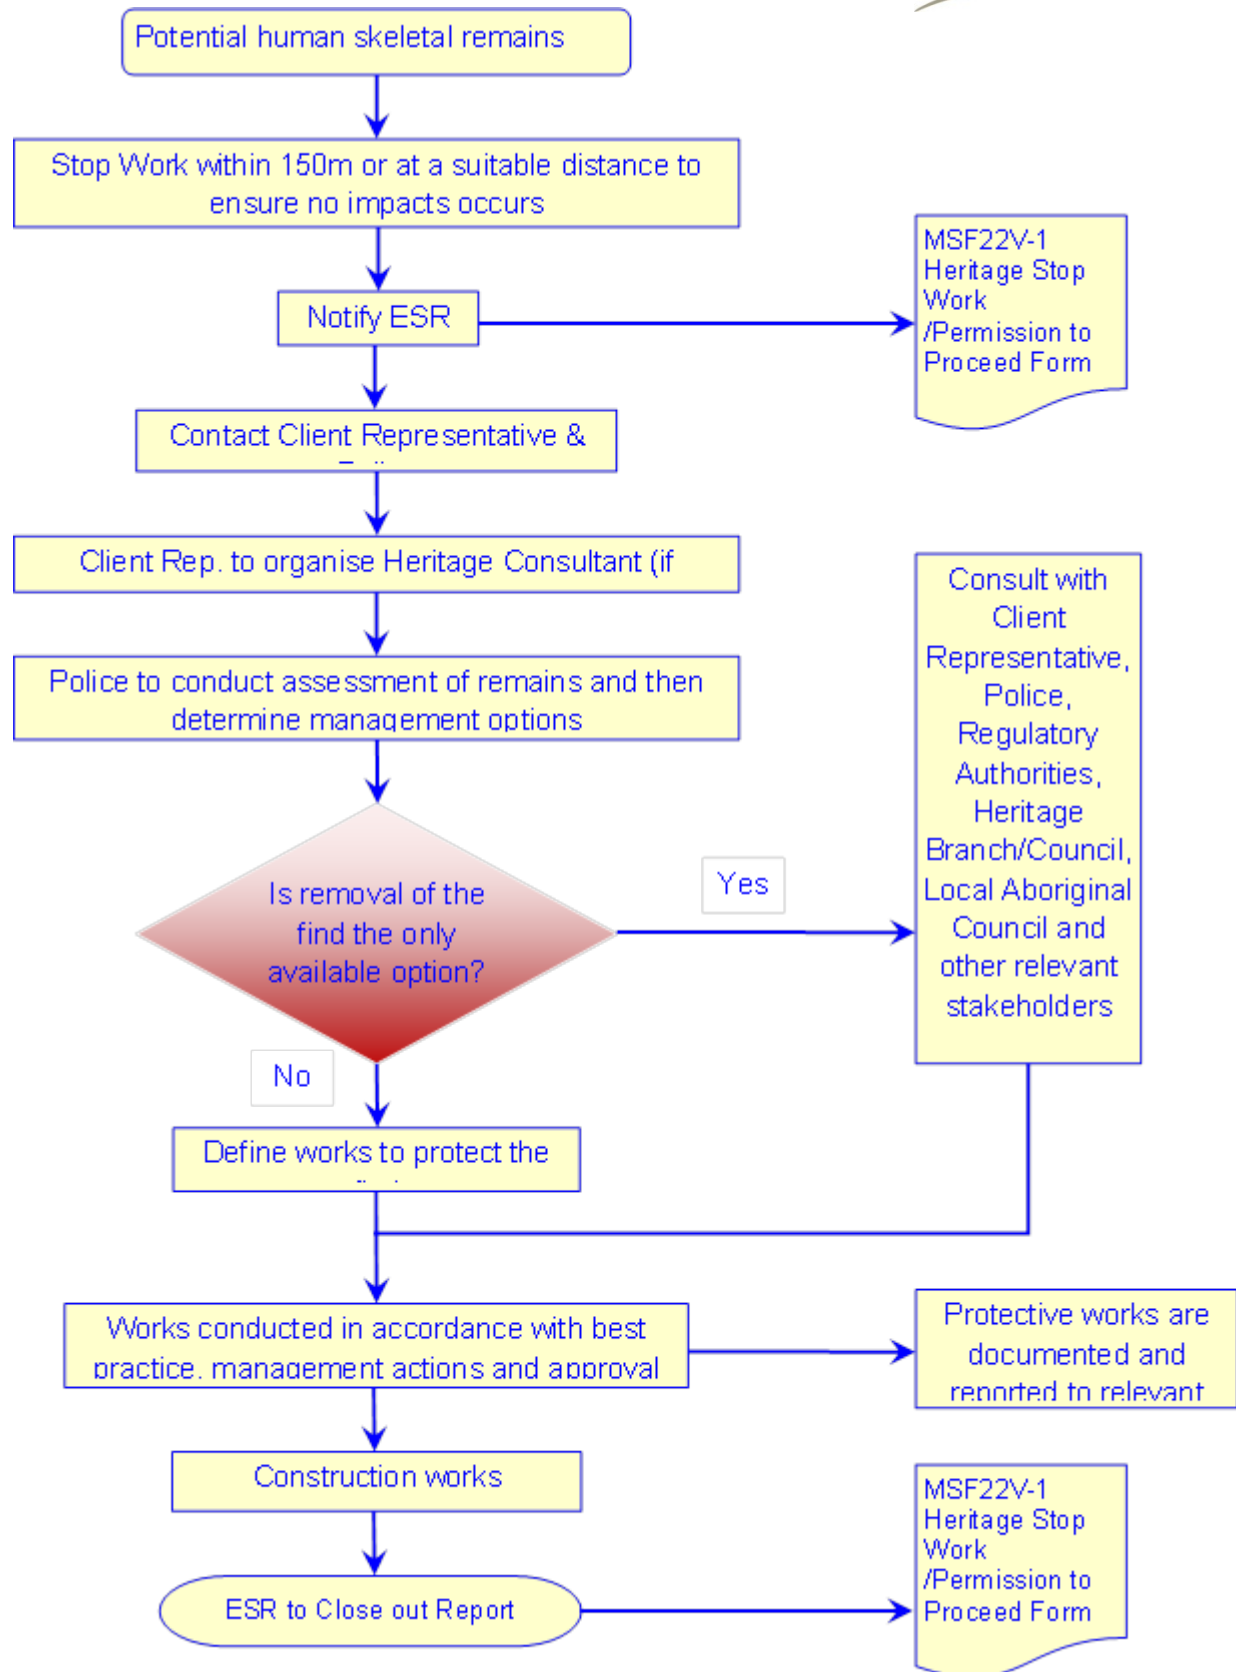 Potential human skeletal remains
Stop Work within 150m or at a suitable distance to
ensure no impacts occurs
MSF22V-1
Heritage Stop
Work
/Permission to
Proceed Form
Notify ESR
Contact Client Representative &
Client Rep. to organise Heritage Consultant (if
Police to conduct assessment of remains and then
determine management options
Consult with
Client
Representative,
Police,
Regulatory
Authorities,
Heritage
Branch/Council,
Local Aboriginal
Council and
other relevant
stakeholders
Is removal of the
find the only
available option?
Yes
No
Define works to protect the
Works conducted in accordance with best
practice, management actions and approval
Protective works are
documented and
reported to relevant
Construction works
MSF22V-1
Heritage Stop
Work
/Permission to
Proceed Form
ESR to Close out Report